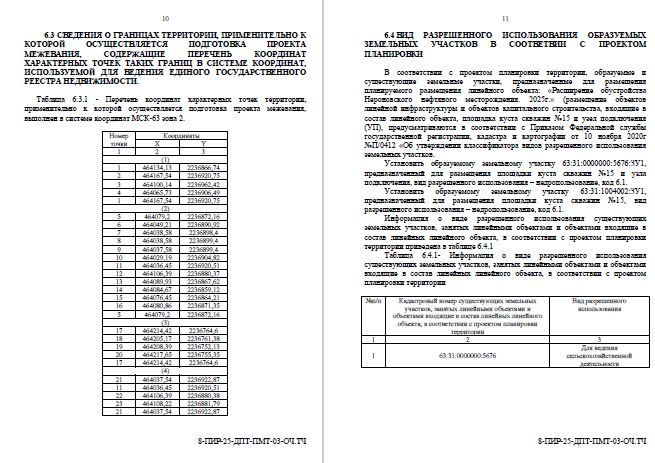 10
6.3 СВЕДЕНИЯ О ГРАНИЦАХ ТЕРРИТОРИИ, ПРИМЕНИТЕЛЬНО К
КОТОРОЙ ОСУЩЕСТВЛЯЕТСЯ ПОДГОТОВКА ПРОЕКТА
МЕЖЕВАНИЯ, СОДЕРЖАЩИЕ ПЕРЕЧЕНЬ КООРДИНАТ
ХАРАКТЕРНЫХ ТОЧЕК ТАКИХ ГРАНИЦ В СИСТЕМЕ КООРДИНАТ,
ИСПОЛЬЗУЕМОЙ ДЛЯ ВЕДЕНИЯ ЕДИНОГО ГОСУДАРСТВЕННОГО
РЕЕСТРА НЕДВИЖИМОСТИ.
Таблица 6.3.1 - Перечень координат характерных точек территории,
применительно к которой осуществляется подготовка проекта межевания,
выполнен в системе координат МСК-63 зона 2.
Номер точки Координаты
X Y
1 2 3
(1)
1 464134,13 2236866,74
2 464167,54 2236920,75
3 464100,14 2236962,42
4 464065,73 2236906,49
1 464167,54 2236920,75
(2)
5 464079,2 2236872,16
6 464049,21 2236890,92
7 464038,58 2236898,4
8 464038,58 2236899,4
9 464037,58 2236899,4
10 464029,19 2236904,82
11 464036,45 2236920,51
12 464106,39 2236880,37
13 464089,93 2236867,62
14 464084,67 2236859,12
15 464076,45 2236864,21
16 464080,86 2236871,35
5 464079,2 2236872,16
(3)
17 464214,42 2236764,6
18 464205,17 2236761,38
19 464208,39 2236752,13
20 464217,65 2236755,35
17 464214,42 2236764,6
(4)
21 464037,54 2236922,87
11 464036,45 2236920,51
22 464106,39 2236880,38
23 464108,22 2236881,79
21 464037,54 2236922,87
8-ПИР-25-ДПТ-ПМТ-03-ОЧ.ТЧ
11
6.4 ВИД РАЗРЕШЕННОГО ИСПОЛЬЗОВАНИЯ ОБРАЗУЕМЫХ
ЗЕМЕЛЬНЫХ УЧАСТКОВ В СООТВЕТСТВИИ С ПРОЕКТОМ
ПЛАНИРОВКИ
В соответствии с проектом планировки территории, образуемые и
существующие земельные участки, предназначенные для размещения
планируемого размещения линейного объекта: «Расширение обустройства
Нероновского нефтяного месторождения. 2025г.» (размещение объектов
линейной инфраструктуры и объектов капитального строительства, входящие в
состав линейного объекта, площадка куста скважин №15 и узел подключения
(УП), предусматриваются в соответствии с Приказом Федеральной службы
государственной регистрации, кадастра и картографии от 10 ноября 2020г
№П/0412 «Об утверждении классификатора видов разрешенного использования
земельных участков.
Установить образуемому земельному участку 63:31:0000000:5676:ЗУ1,
предназначенный для размещения площадки куста скважин №15 и узла
подключения, вид разрешенного использования – недропользование, код 6.1.
Установить образуемому земельному участку 63:31:1004002:ЗУ1,
предназначенный для размещения площадки куста скважин №15, вид
разрешенного использования – недропользование, код 6.1.
Информация о виде разрешенного использования существующих
земельных участков, занятых линейными объектами и объектами входящие в
состав линейных линейного объекта, в соответствии с проектом планировки
территории приведена в таблице 6.4.1
Таблица 6.4.1- Информация о виде разрешенного использования
существующих земельных участков, занятых линейными объектами и объектами
входящие в состав линейных линейного объекта, в соответствии с проектом
планировки территории
№п/п Кадастровый номер существующих земельных Вид разрешенного
участков, занятых линейными объектами и использования
объектами входящие в состав линейных линейного
объекта, в соответствии с проектом планировки
территории
1 2 3
1 63:31:0000000:5676 Для ведения
сельскохозяйственной
деятельности
8-ПИР-25-ДПТ-ПМТ-03-ОЧ.ТЧ